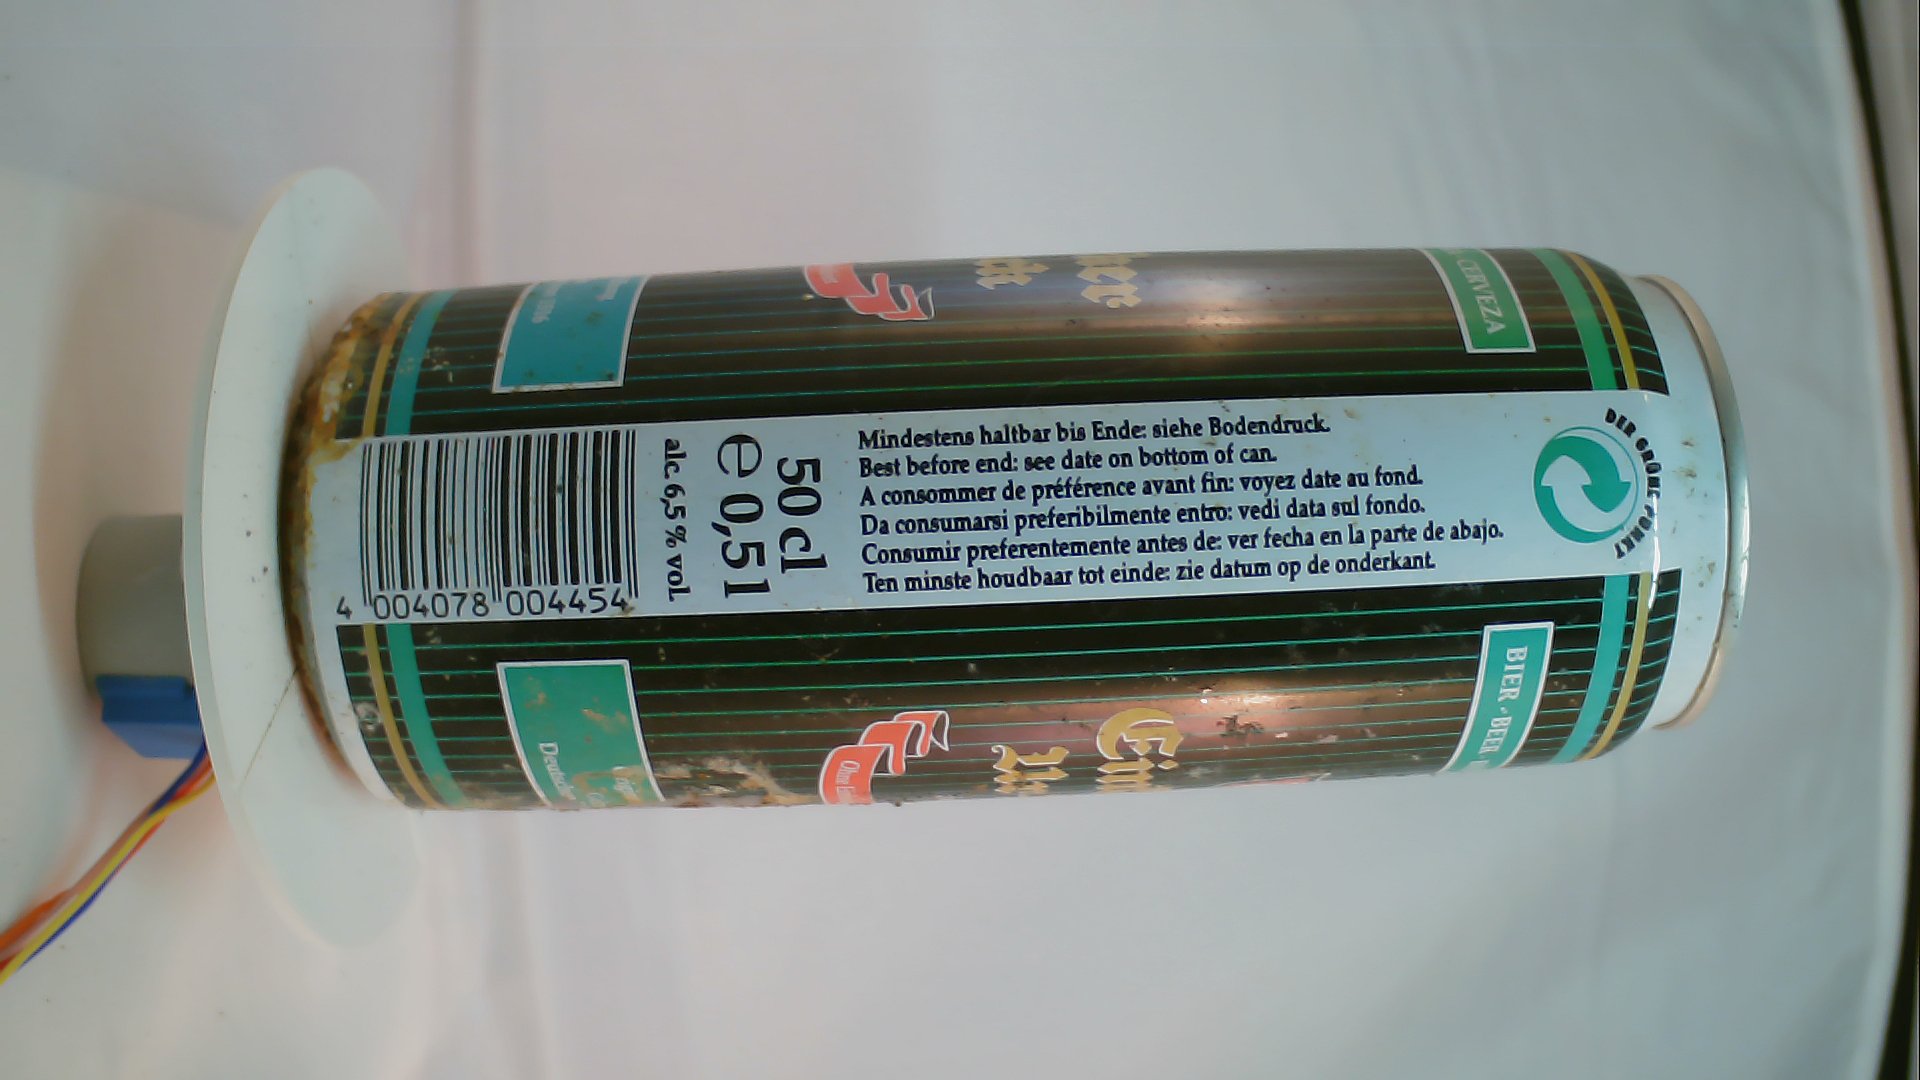 Mindestens haltbar bis Ende: siehe Bodendruck.
Best before end: see date on bottom of can.
A consommer de préférence avant fin: voyez date au fond.
Da consumarsi preferibilmente entro: vedi data sul fondo.
Consumir preferentemente antes de: ver fecha en la parte de abajo.
Ten minste houdbaar tot einde: zie datum op de onderkant.
50 cl
e 0,5 l
alc. 6,5 % vol.
4 004078 004454
DER GRÜNE PUNKT
CERVEZA
BIER - BEER
Ohne